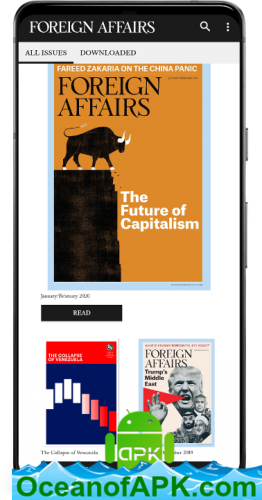 FOREIGN AFFAIRS
ALL ISSUES
DOWNLOADED
FAREED ZAKARIA ON THE CHINA PANIC
FOREIGN
AFFAIRS
The
Future of
Capitalism
January/February 2020
READ
THE COLLAPSE
OF VENEZUELA
FOREIGN
AFFAIRS
Trump's
Middle
East
The Collapse of Venezuela
2019
apk
OceanofAPK.com